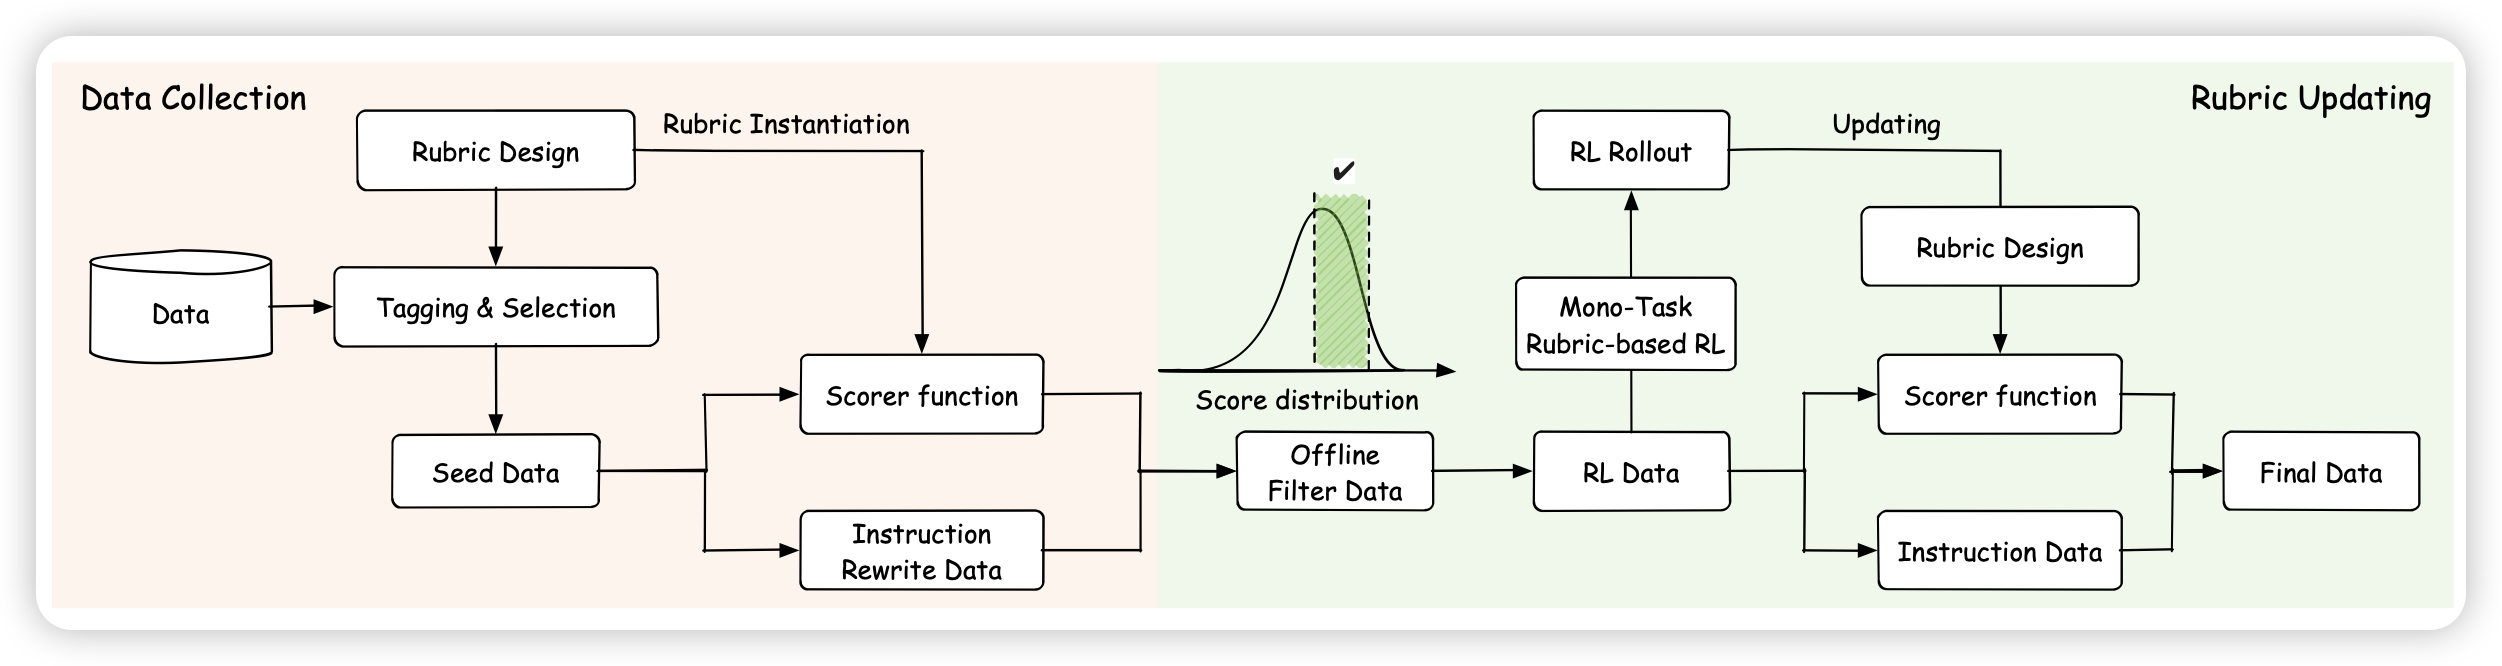 Data Collection
Rubric Design
Rubric Instantiation
Data
Tagging & Selection
Seed Data
Scorer function
Instruction
Rewrite Data
Rubric Updating
✔
Score distribution
Offline
Filter Data
RL Data
Mono-Task
Rubric-based RL
RL Rollout
Updating
Rubric Design
Scorer function
Instruction Data
Final Data